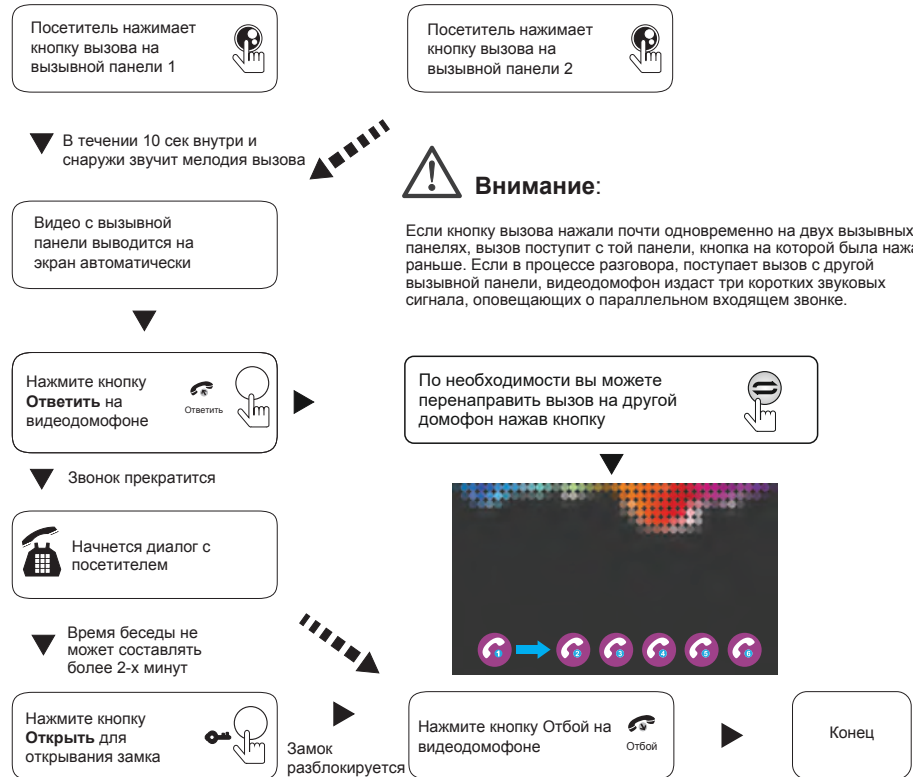 Посетитель нажимает
кнопку вызова на
вызывной панели 1
Посетитель нажимает
кнопку вызова на
вызывной панели 2
В течении 10 сек внутри и
снаружи звучит мелодия вызова
Внимание:
Видео с вызывной
панели выводится на
экран автоматически
Если кнопку вызова нажали почти одновременно на двух вызывных
панелях, вызов поступит с той панели, кнопка на которой была нажа
раньше. Если в процессе разговора, поступает вызов с другой
вызывной панели, видеодомофон издаст три коротких звуковых
сигнала, оповещающих о параллельном входящем звонке.
Нажмите кнопку
Ответить на
видеодомофоне
Ответить
По необходимости вы можете
перенаправить вызов на другой
домофон нажав кнопку
Звонок прекратится
Начнется диалог с
посетителем
1 2 3 4 5 6
Время беседы не
может составлять
более 2-х минут
Нажмите кнопку
Открыть для
открывания замка
Замок
разблокируется
Нажмите кнопку Отбой на
видеодомофоне
Отбой
Конец